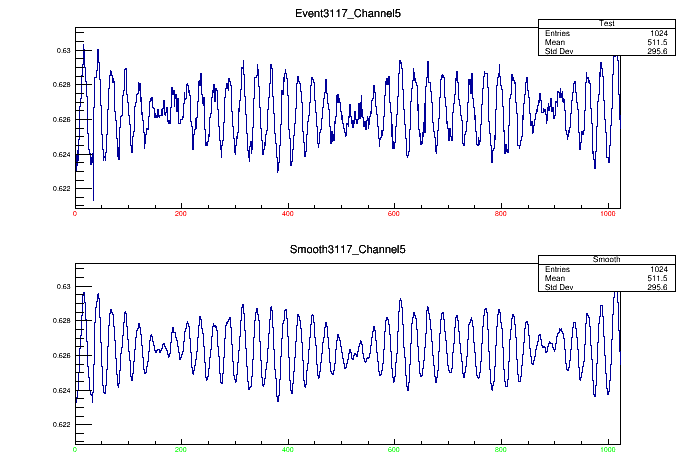 Event3117_Channel5
Test
Entries 1024
Mean 511.5
Std Dev 295.6
0.63
0.628
0.626
0.624
0.622
0 200 400 600 800 1000
Smooth3117_Channel5
Smooth
Entries 1024
Mean 511.5
Std Dev 295.6
0.63
0.628
0.626
0.624
0.622
0 200 400 600 800 1000